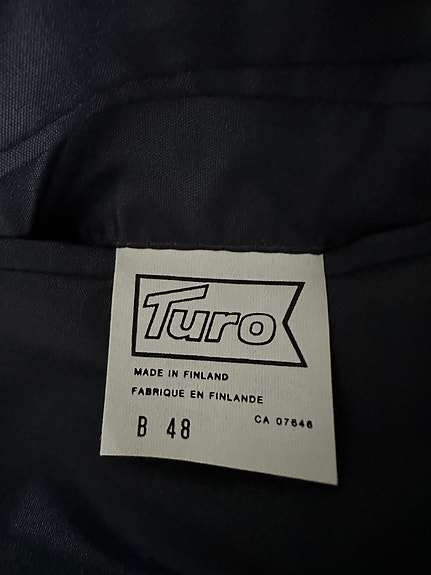 Turo
MADE IN FINLAND
FABRIQUE EN FINLANDE
B 48 CA 07646